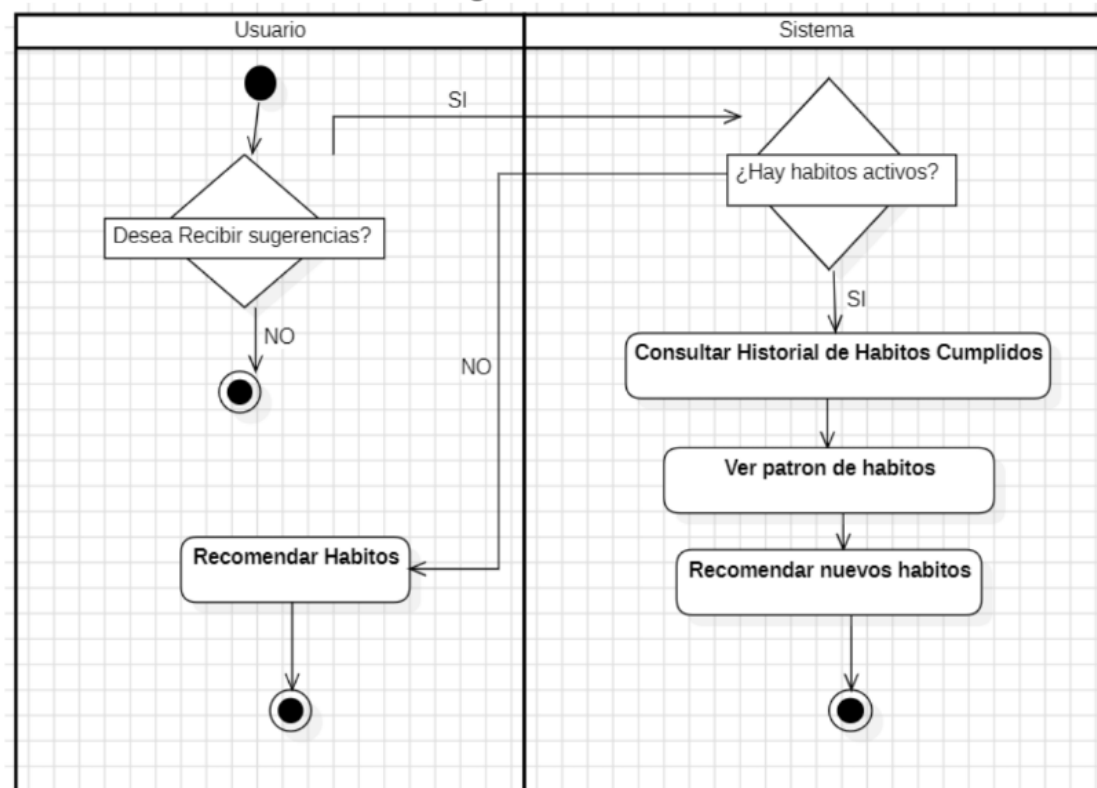 Usuario
Sistema
SI
¿Hay habitos activos?
Desea Recibir sugerencias?
SI
NO
Consultar Historial de Habitos Cumplidos
NO
Ver patron de habitos
Recomendar Habitos
Recomendar nuevos habitos